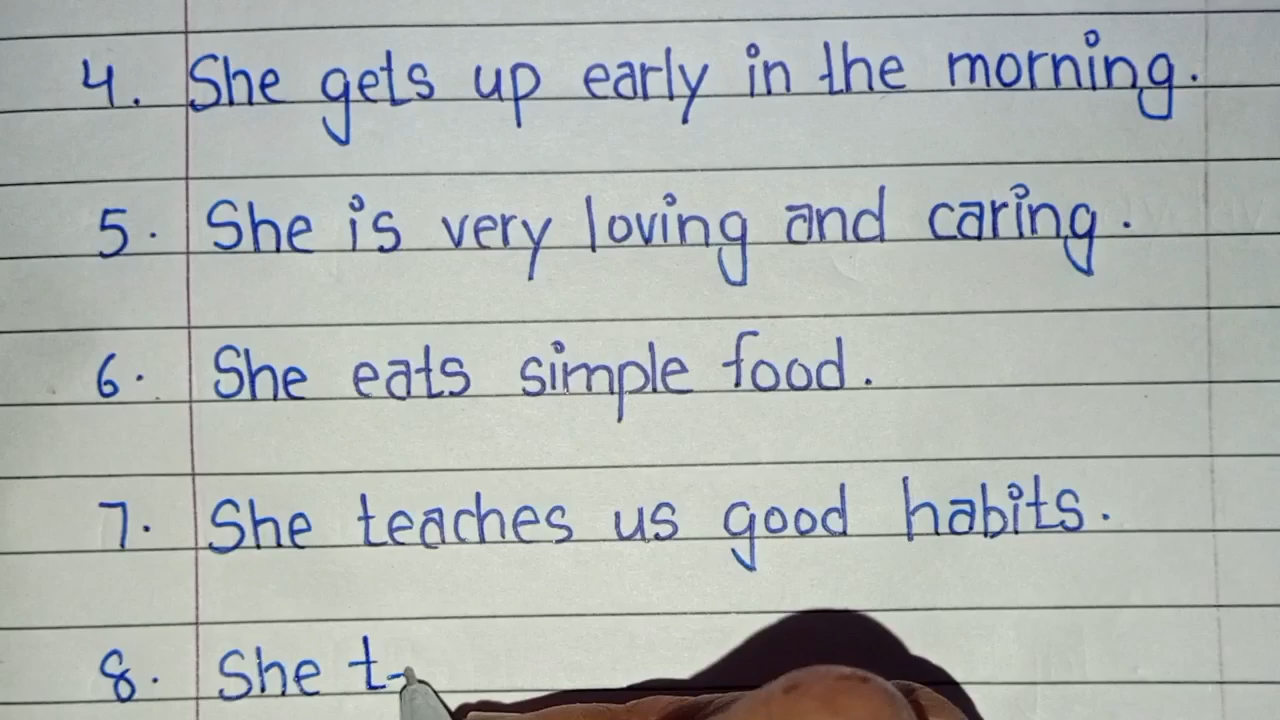 4. She gets up early in the morning.
5. She is very loving and caring.
6. She eats simple food.
7. She teaches us good habits.
8. She t